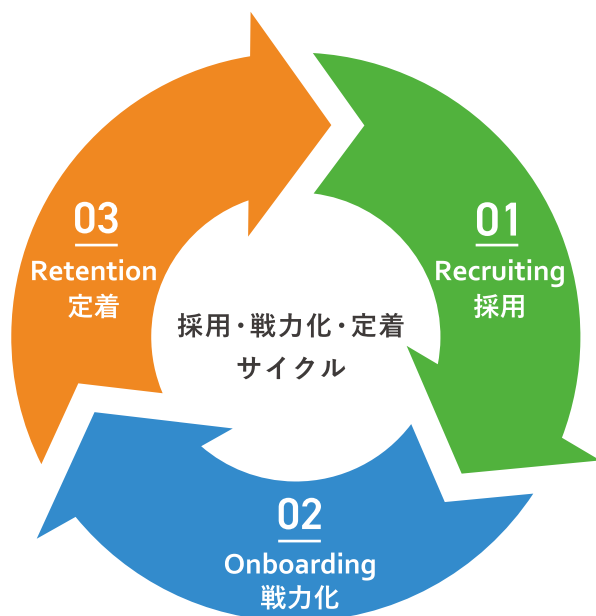 01
Recruiting
採用
02
Onboarding
戦力化
03
Retention
定着
採用・戦力化・定着
サイクル